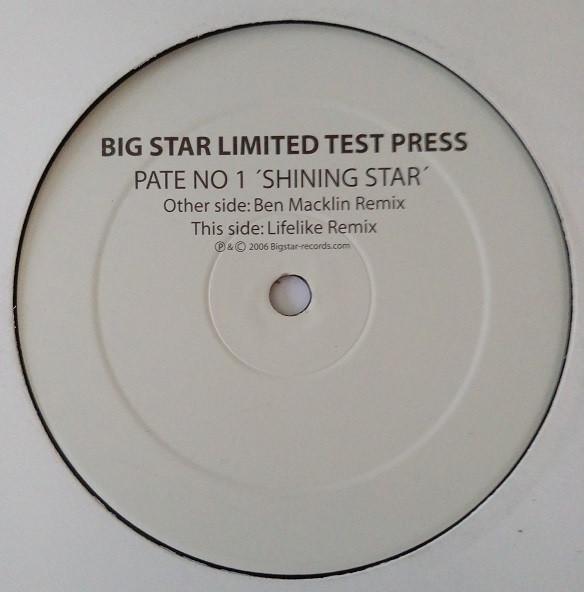 BIG STAR LIMITED TEST PRESS
PATE NO 1 ´SHINING STAR´
Other side: Ben Macklin Remix
This side: Lifelike Remix
℗ & © 2006 Bigstar-records.com